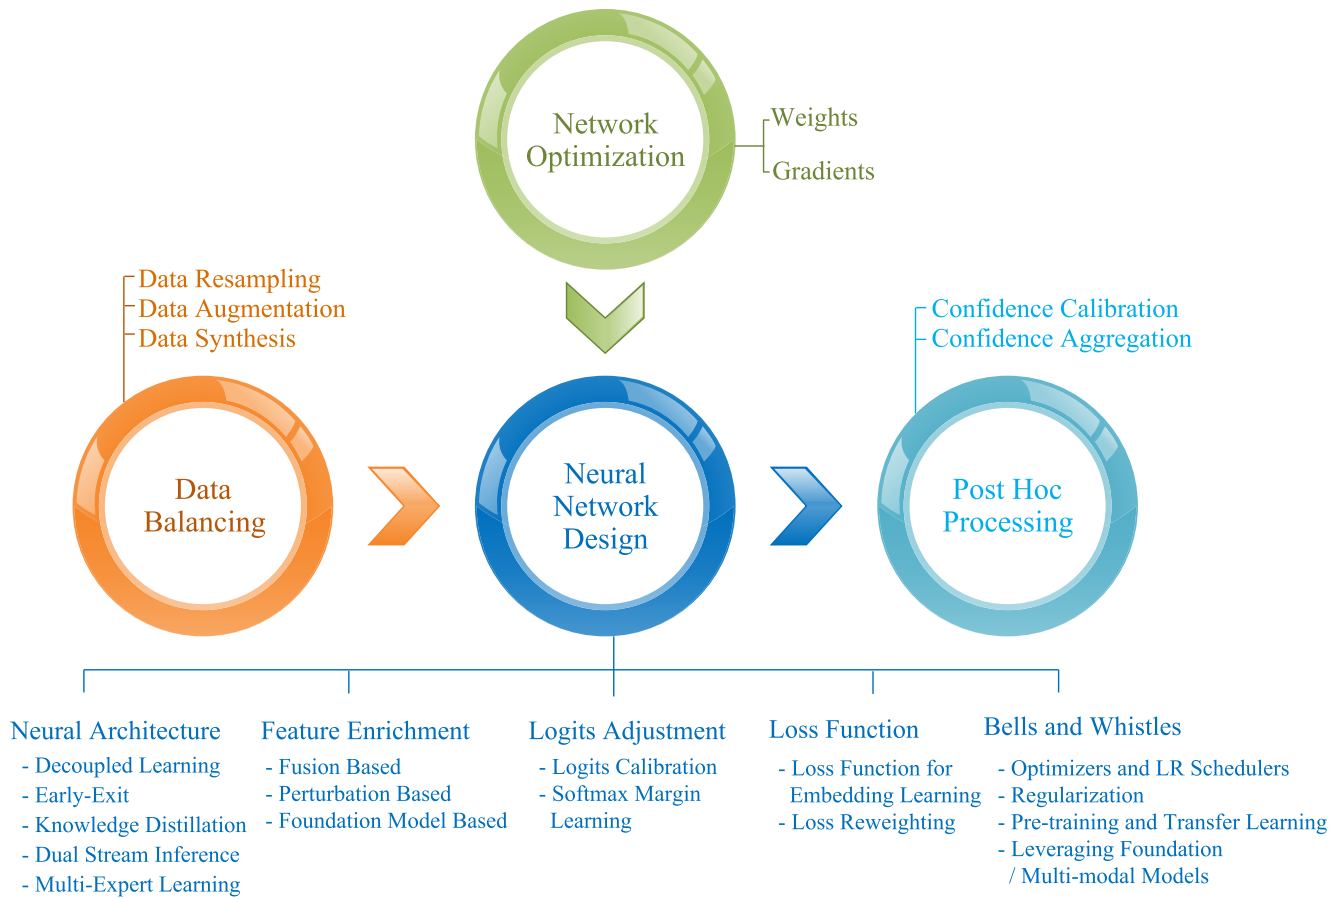 Network
Optimization
Weights
Gradients
Data Resampling
Data Augmentation
Data Synthesis
Data
Balancing
Neural
Network
Design
Confidence Calibration
Confidence Aggregation
Post Hoc
Processing
Neural Architecture
- Decoupled Learning
- Early-Exit
- Knowledge Distillation
- Dual Stream Inference
- Multi-Expert Learning
Feature Enrichment
- Fusion Based
- Perturbation Based
- Foundation Model Based
Logits Adjustment
- Logits Calibration
- Softmax Margin
Learning
Loss Function
- Loss Function for
Embedding Learning
- Loss Reweighting
Bells and Whistles
- Optimizers and LR Schedulers
- Regularization
- Pre-training and Transfer Learning
- Leveraging Foundation
/ Multi-modal Models